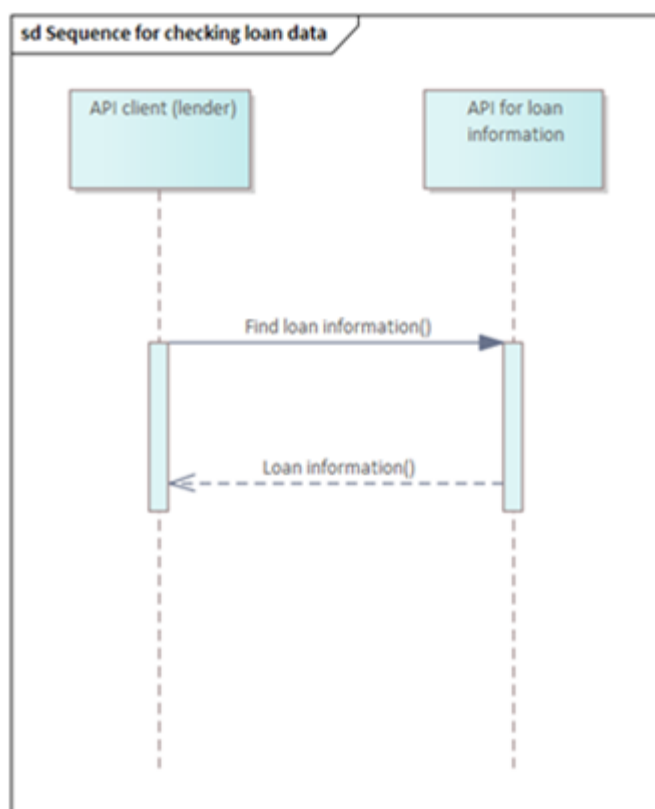 sd Sequence for checking loan data
API client (lender)
API for loan
information
Find loan information()
Loan information()